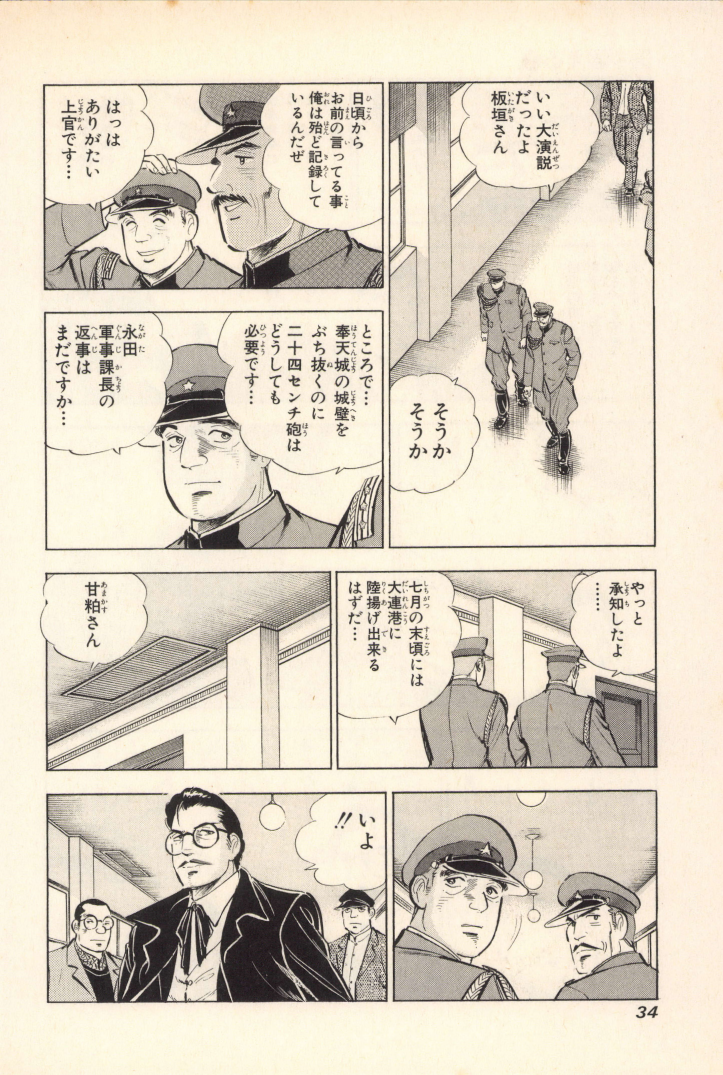 いい大演説
だったよ
板垣さん
そうか
そうか
日頃から
お前の言ってる事
俺は殆ど記録して
いるんだぜ
はっは
ありがたい
上官です…
ところで…
奉天城の城壁を
ぶち抜くのに
二十四センチ砲は
どうしても
必要です…
永田
軍事課長の
返事は
まだですか…
やっと
承知したよ
……
七月の末頃には
大連港に
陸揚げ出来る
はずだ…
甘粕さん
いよ
!!
34